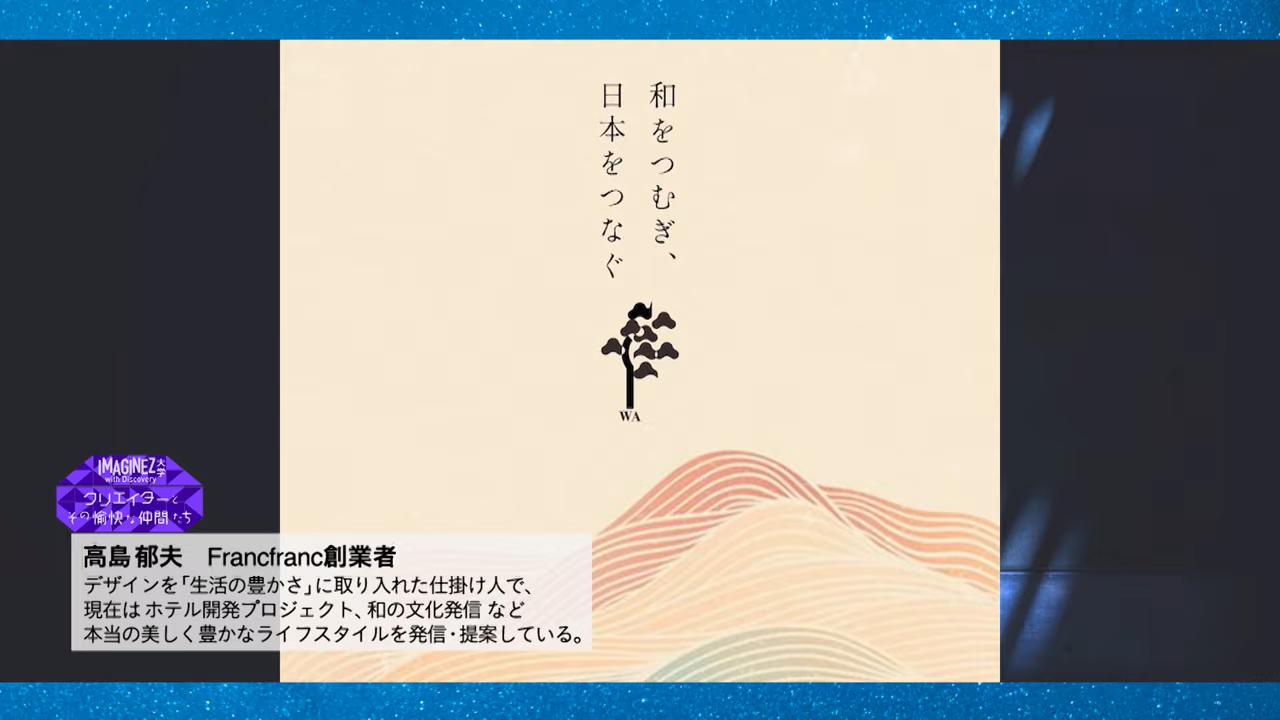 和をつむぎ、
日本をつなぐ
WA
IMAGINEZ大学
with Discovery
クリエイターと
その愉快な仲間たち
高島郁夫　Francfranc創業者
デザインを「生活の豊かさ」に取り入れた仕掛け人で、
現在は ホテル開発プロジェクト、和の文化発信 など
本当の美しく豊かなライフスタイルを発信・提案している。